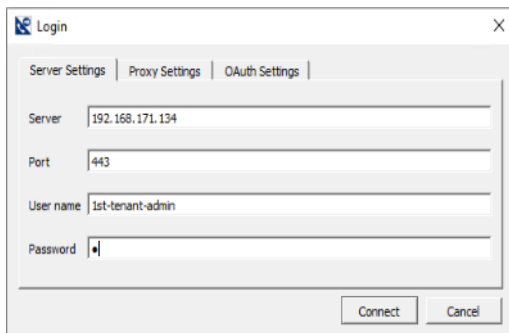 Login
Server Settings Proxy Settings OAuth Settings
Server 192.168.171.134
Port 443
User name 1st-tenant-admin
Password •
Connect Cancel